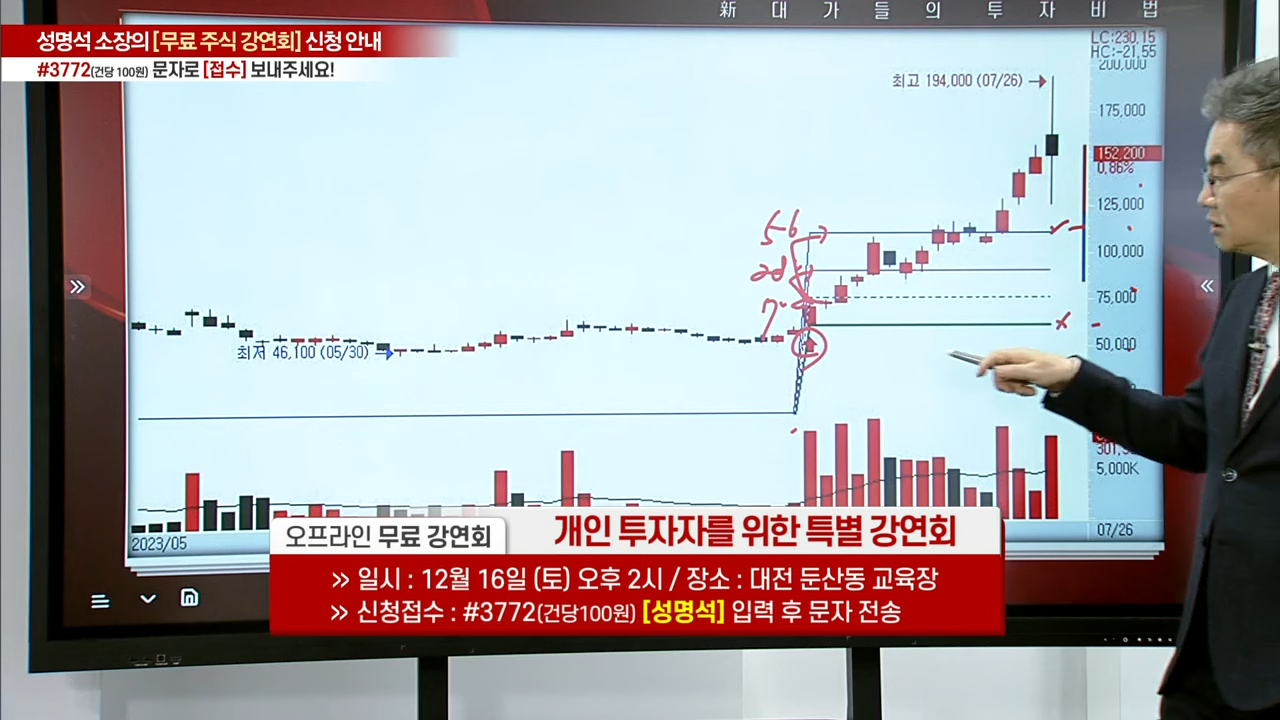 新 대 가 들 의 투 자 비 법
성명석 소장의 [무료 주식 강연회] 신청 안내
#3772(건당 100원) 문자로 [접수] 보내주세요!
LC:230.15
HC:-21.55
200,000
최고 194,000 (07/26)
175,000
152,200
0.86%
125,000
100,000
75,000
50,000
5-6
최저 46,100 (05/30)
5,000K
2023/05
07/26
오프라인 무료 강연회
개인 투자자를 위한 특별 강연회
» 일시 : 12월 16일 (토) 오후 2시 / 장소 : 대전 둔산동 교육장
» 신청접수 : #3772(건당100원) [성명석] 입력 후 문자 전송